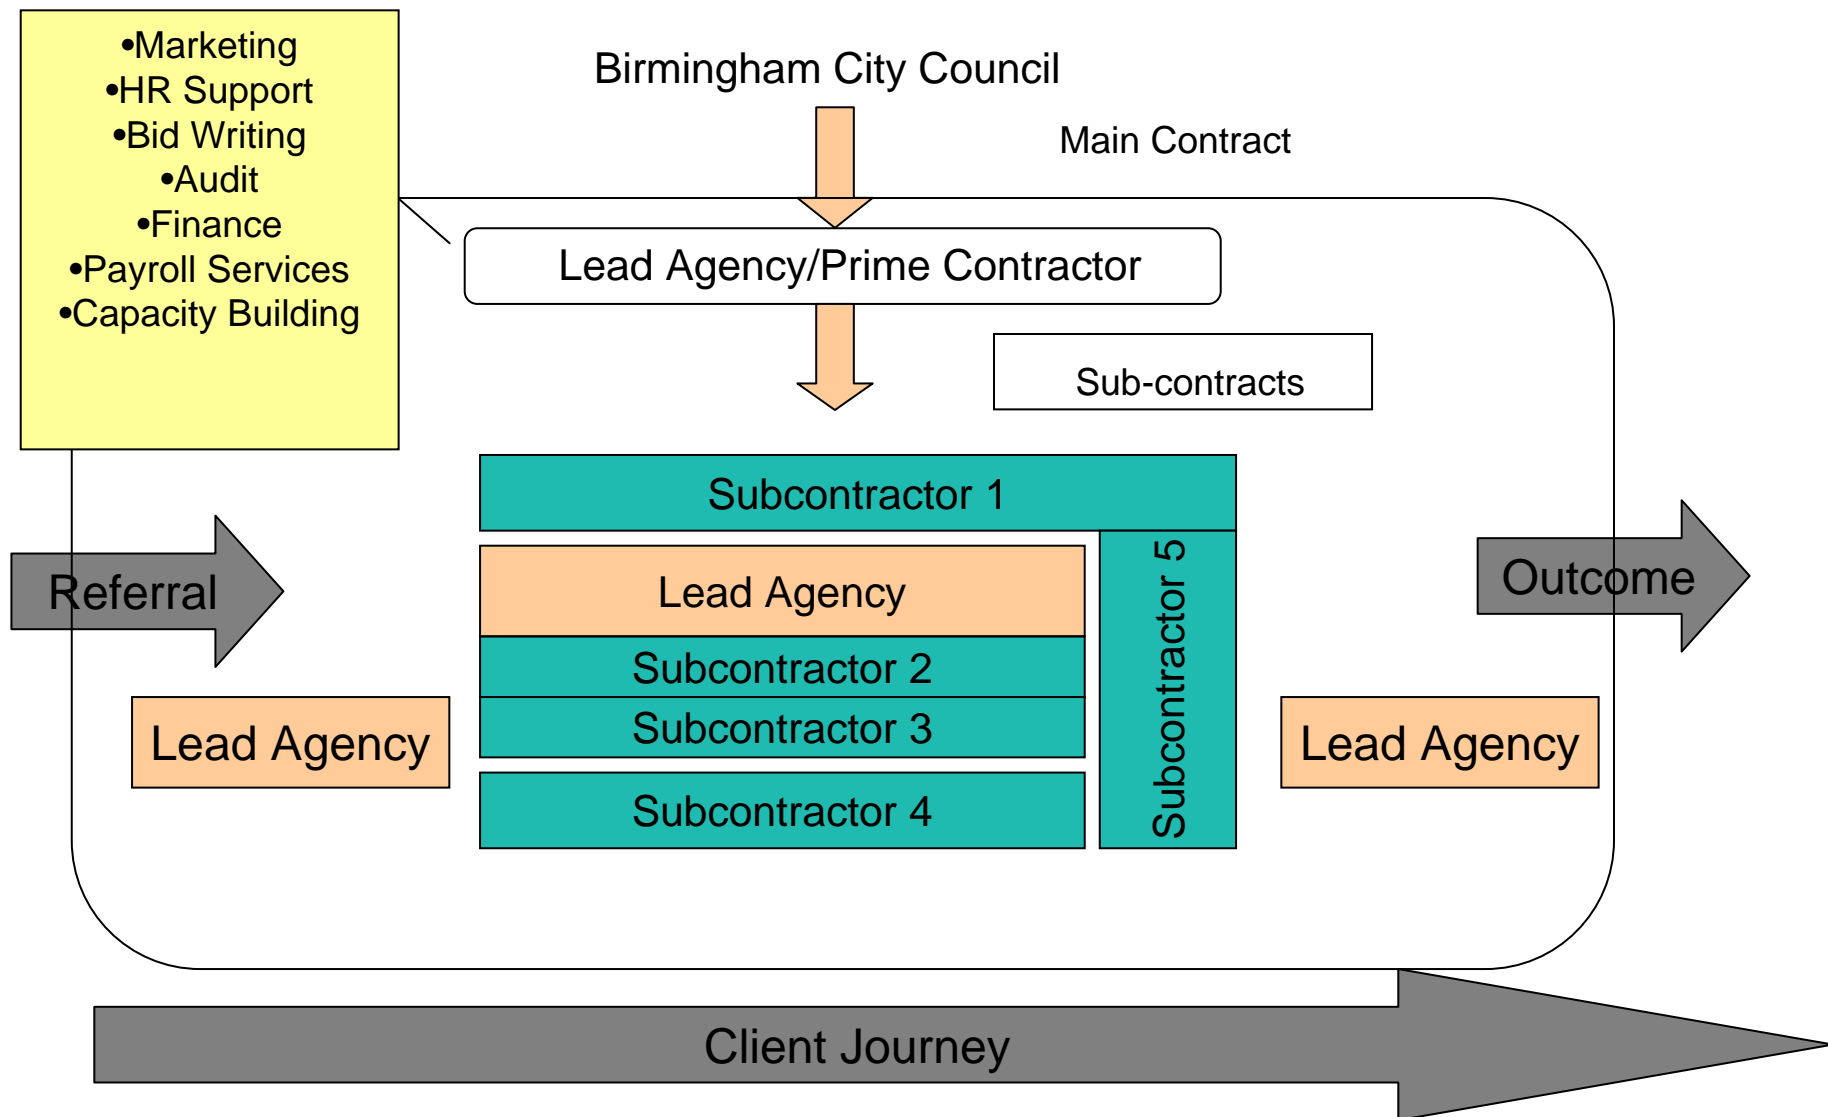 •Marketing
•HR Support
•Bid Writing
•Audit
•Finance
•Payroll Services
•Capacity Building
Birmingham City Council
Main Contract
Lead Agency/Prime Contractor
Sub-contracts
Subcontractor 1
Referral
Lead Agency
Subcontractor 5
Outcome
Subcontractor 2
Subcontractor 3
Lead Agency
Lead Agency
Subcontractor 4
Client Journey